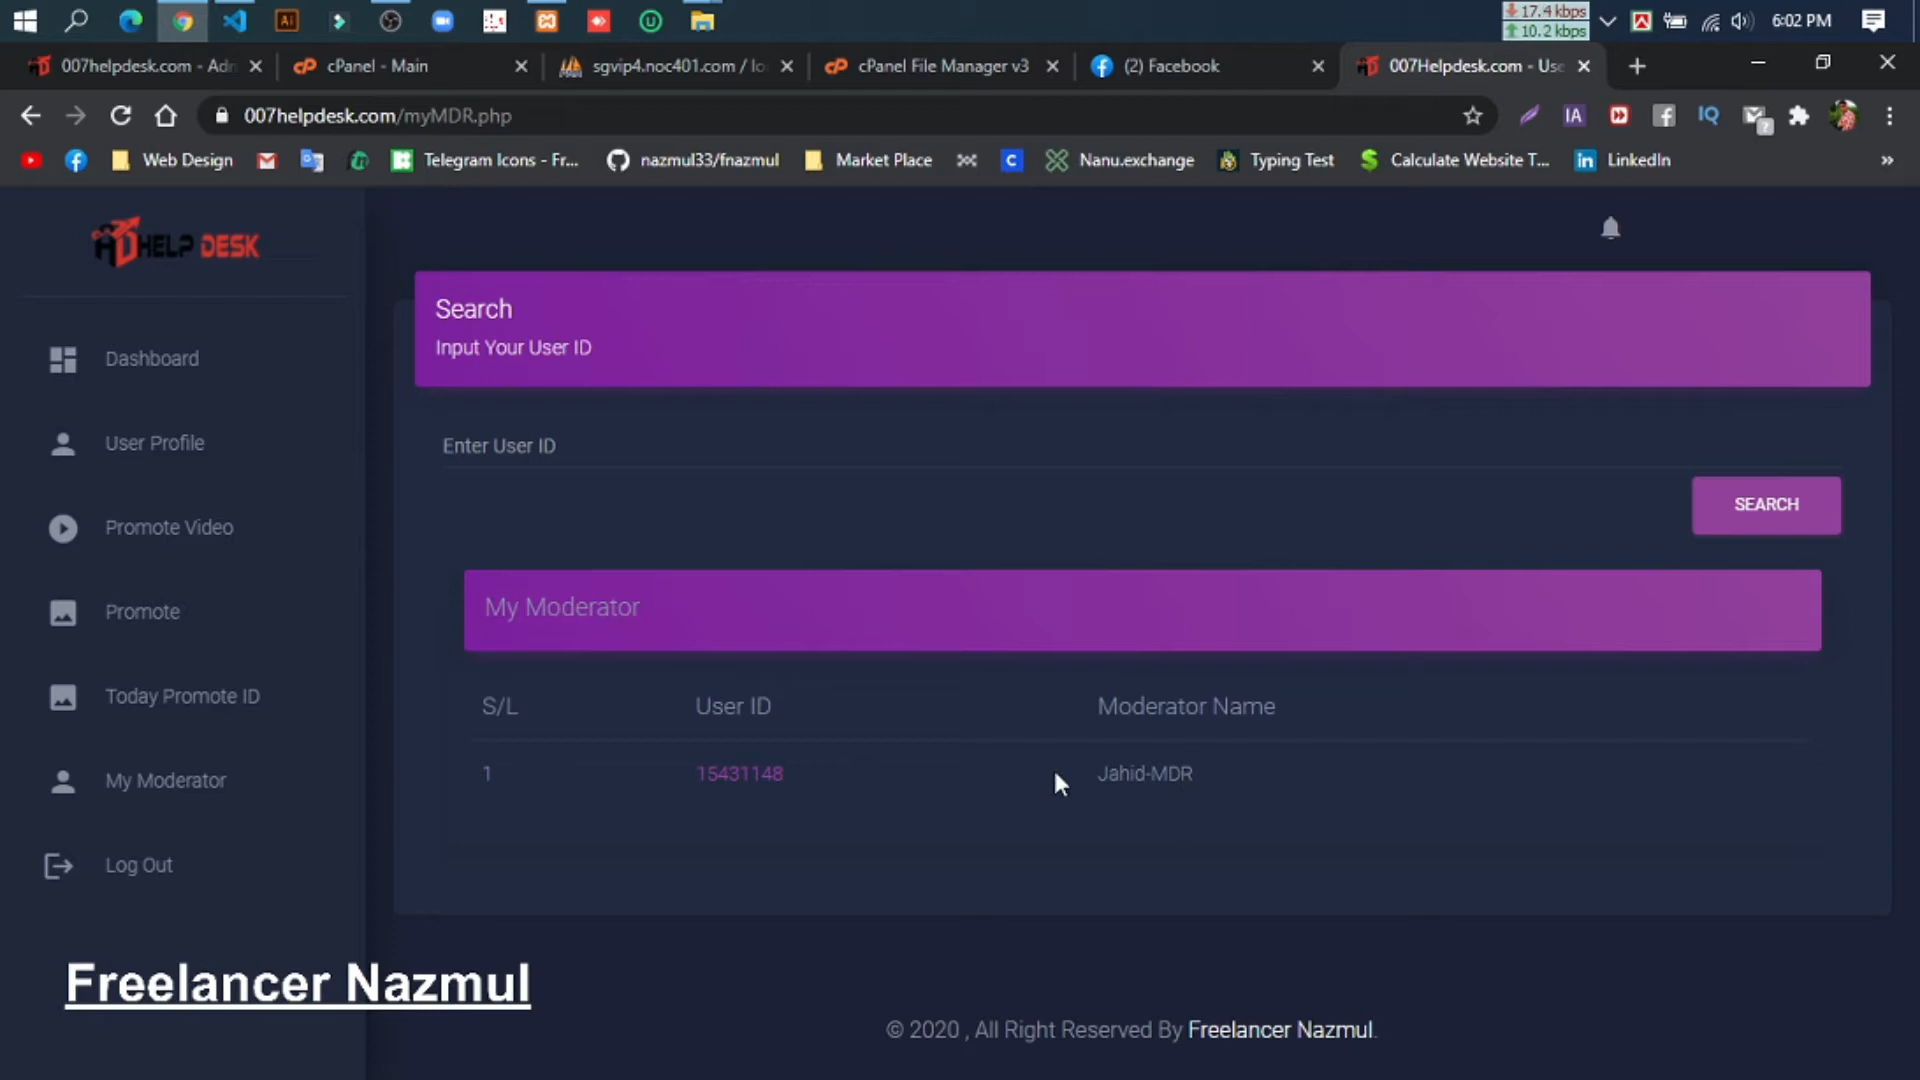 17.4 kbps
10.2 kbps
6:02 PM
007helpdesk.com - Adn
cPanel - Main
sgvip4.noc401.com / lo
cPanel File Manager v3
(2) Facebook
007Helpdesk.com - Use
007helpdesk.com/myMDR.php
Web Design
Telegram Icons - Fr...
nazmul33/fnazmul
Market Place
Nanu.exchange
Typing Test
Calculate Website T...
LinkedIn
HELP DESK
Dashboard
User Profile
Promote Video
Promote
Today Promote ID
My Moderator
Log Out
Search
Input Your User ID
Enter User ID
SEARCH
My Moderator
S/L User ID Moderator Name
1 15431148 Jahid-MDR
Freelancer Nazmul
© 2020 , All Right Reserved By Freelancer Nazmul.